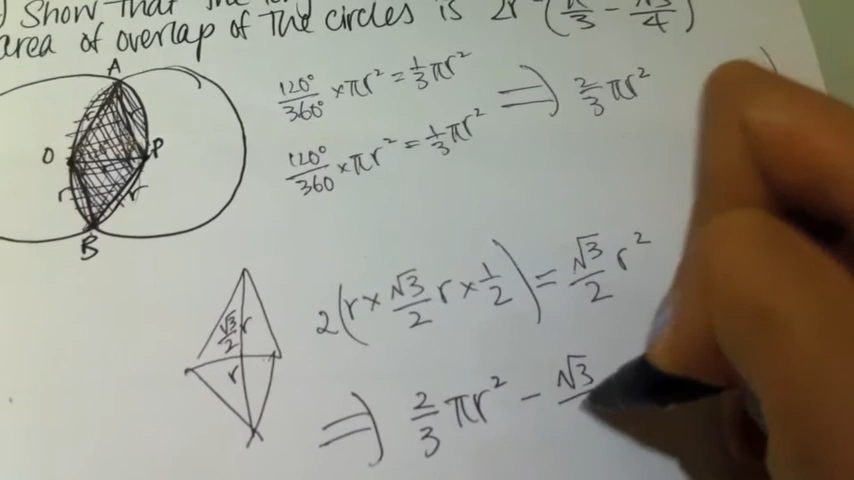 ) Show that the
area of overlap of the circles is 2r (π/3 - √3/4)
A
120°/360° × πr² = 1/3 πr² ⇒ 2/3 πr²
O P
120°/360 × πr² = 1/3 πr²
r r
B
√3/2 r
2(r × √3/2 r × 1/2) = √3/2 r²
r
⇒ 2/3 πr² - √3